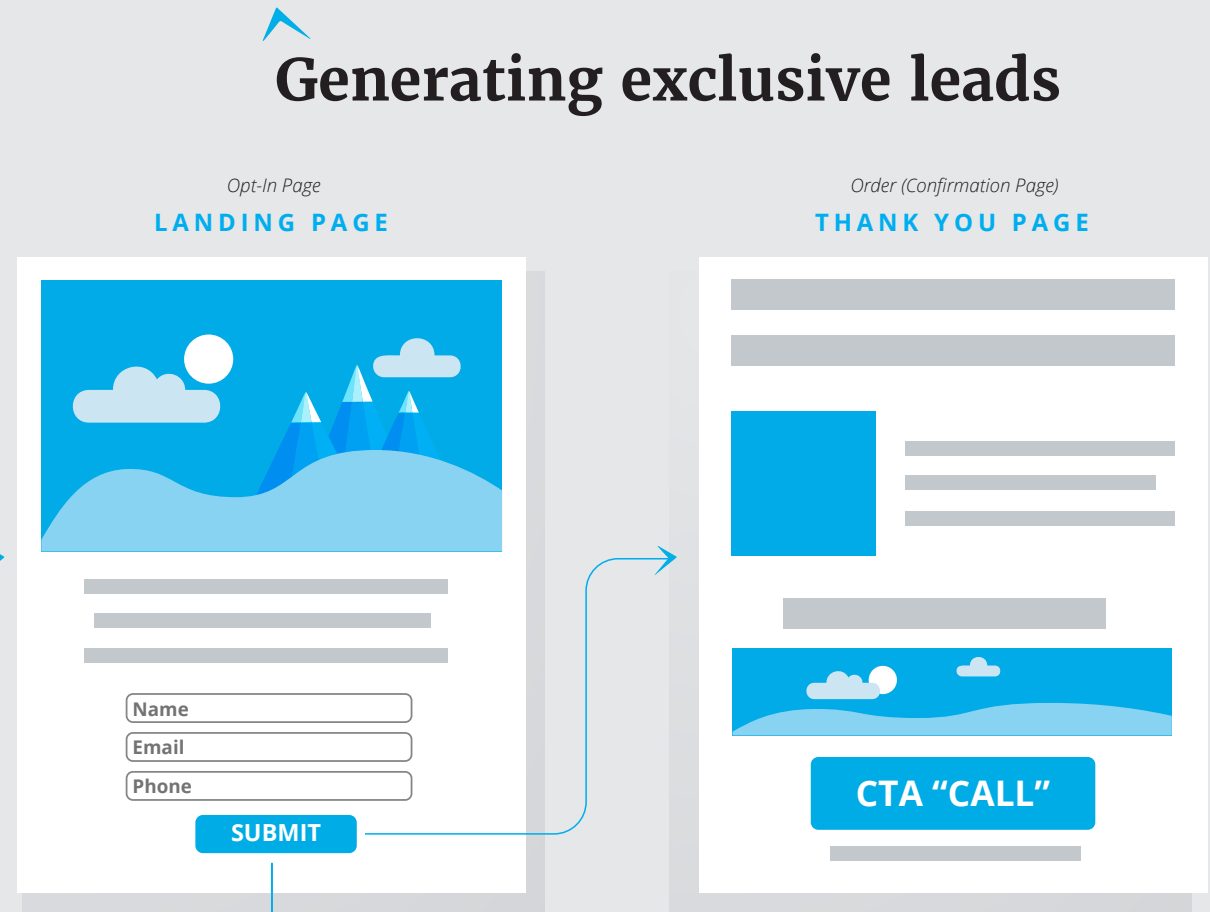 Generating exclusive leads
Opt-In Page
LANDING PAGE
Name
Email
Phone
SUBMIT
Order (Confirmation Page)
THANK YOU PAGE
CTA “CALL”